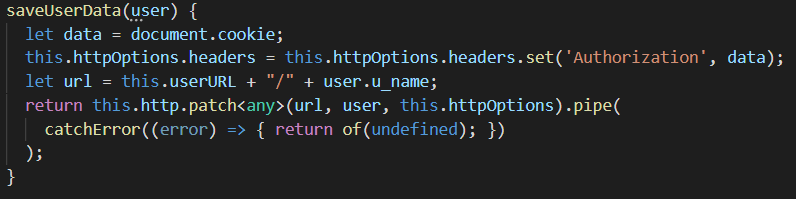 saveUserData(user) {
  let data = document.cookie;
  this.httpOptions.headers = this.httpOptions.headers.set('Authorization', data);
  let url = this.userURL + "/" + user.u_name;
  return this.http.patch<any>(url, user, this.httpOptions).pipe(
    catchError((error) => { return of(undefined); })
  );
}